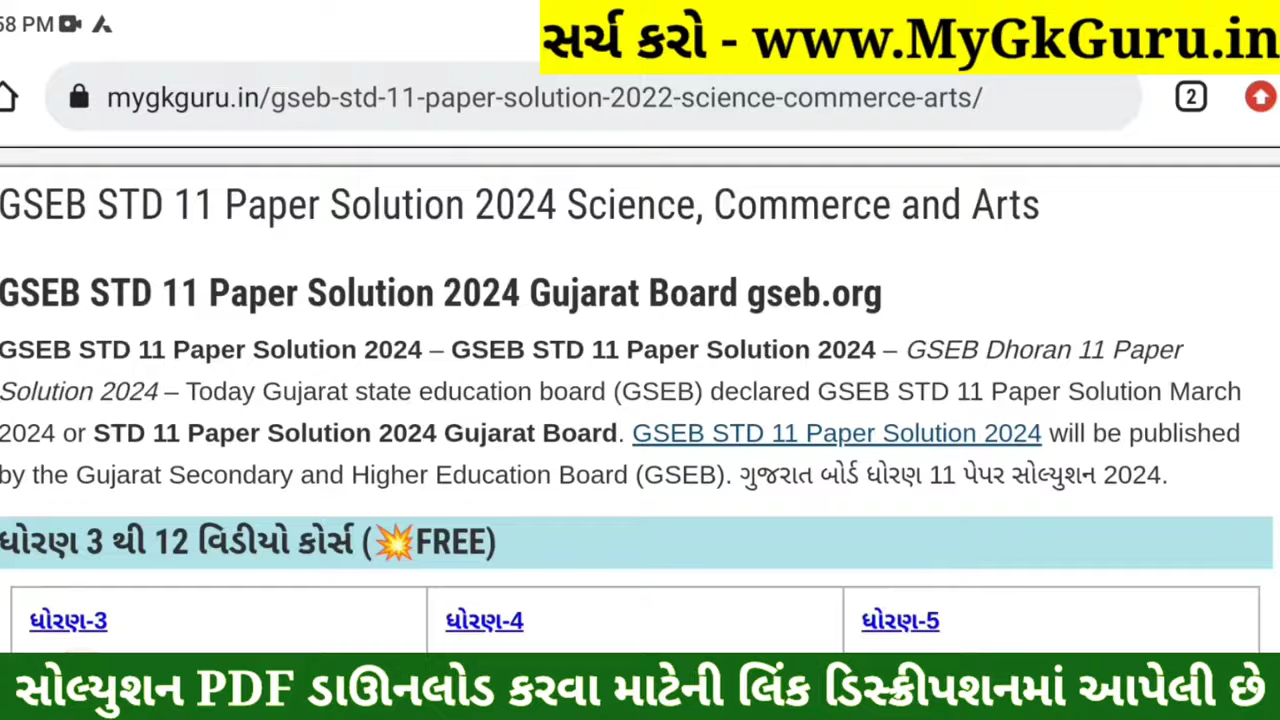 58 PM
સર્ચ કરો - www.MyGkGuru.in
mygkguru.in/gseb-std-11-paper-solution-2022-science-commerce-arts/
2
GSEB STD 11 Paper Solution 2024 Science, Commerce and Arts
GSEB STD 11 Paper Solution 2024 Gujarat Board gseb.org
GSEB STD 11 Paper Solution 2024 – GSEB STD 11 Paper Solution 2024 – GSEB Dhoran 11 Paper
Solution 2024 – Today Gujarat state education board (GSEB) declared GSEB STD 11 Paper Solution March
2024 or STD 11 Paper Solution 2024 Gujarat Board. GSEB STD 11 Paper Solution 2024 will be published
by the Gujarat Secondary and Higher Education Board (GSEB). ગુજરાત બોર્ડ ધોરણ 11 પેપર સોલ્યુશન 2024.
ધોરણ 3 થી 12 વિડીયો કોર્સ (💥FREE)
ધોરણ-3
ધોરણ-4
ધોરણ-5
સોલ્યુશન PDF ડાઊનલોડ કરવા માટેની લિંક ડિસ્ક્રીપશનમાં આપેલી છે